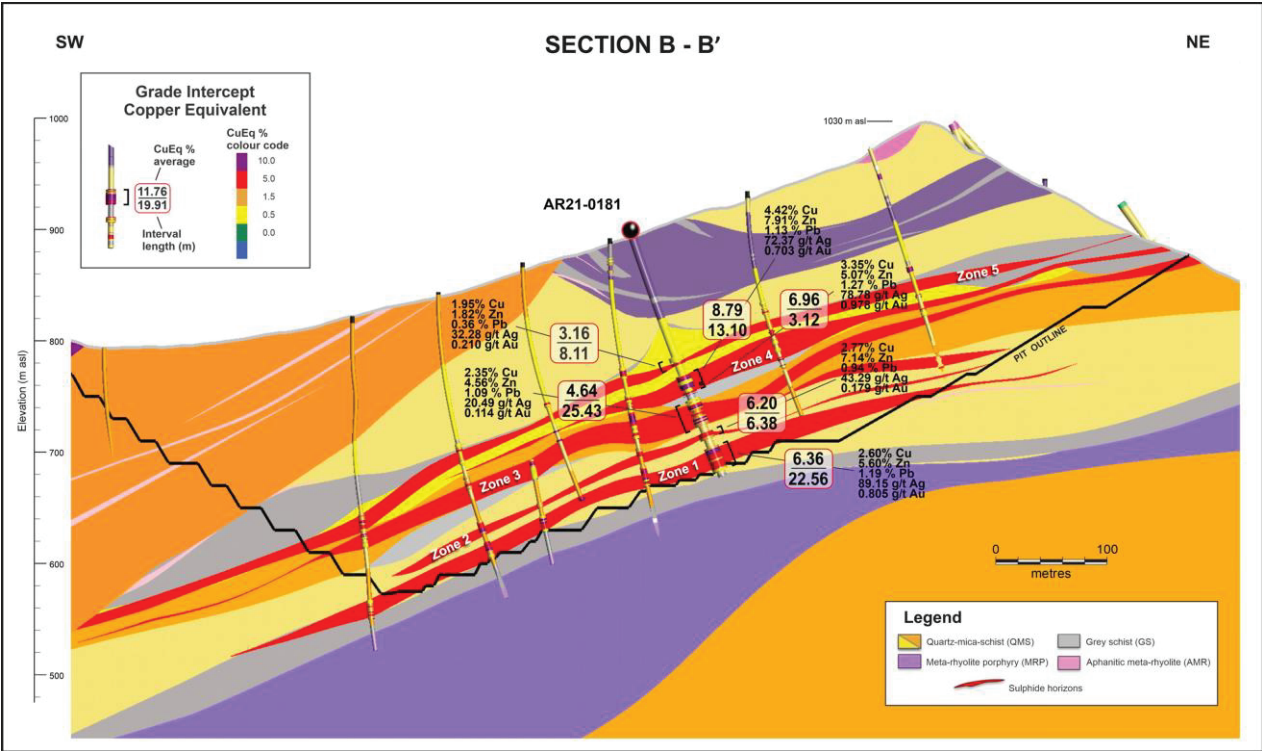 SW
SECTION B - B′
NE
Grade Intercept
Copper Equivalent
CuEq %
average
11.76
19.91
Interval
length (m)
CuEq %
colour code
10.0
5.0
1.5
0.5
0.0
1000
900
800
700
600
500
Elevation (m asl)
1030 m asl
AR21-0181
4.42% Cu
7.91% Zn
1.13 % Pb
72.37 g/t Ag
0.703 g/t Au
8.79
13.10
3.35% Cu
5.07% Zn
1.27 % Pb
78.78 g/t Ag
0.978 g/t Au
6.96
3.12
Zone 5
1.95% Cu
1.82% Zn
0.36 % Pb
32.28 g/t Ag
0.210 g/t Au
3.16
8.11
Zone 4
2.77% Cu
7.14% Zn
0.94 % Pb
43.29 g/t Ag
0.179 g/t Au
6.20
6.38
PIT OUTLINE
2.35% Cu
4.56% Zn
1.09 % Pb
20.49 g/t Ag
0.114 g/t Au
4.64
25.43
Zone 3
Zone 1
Zone 2
6.36
22.56
2.60% Cu
5.60% Zn
1.19 % Pb
89.15 g/t Ag
0.805 g/t Au
0
100
metres
Legend
Quartz-mica-schist (QMS)
Grey schist (GS)
Meta-rhyolite porphyry (MRP)
Aphanitic meta-rhyolite (AMR)
Sulphide horizons